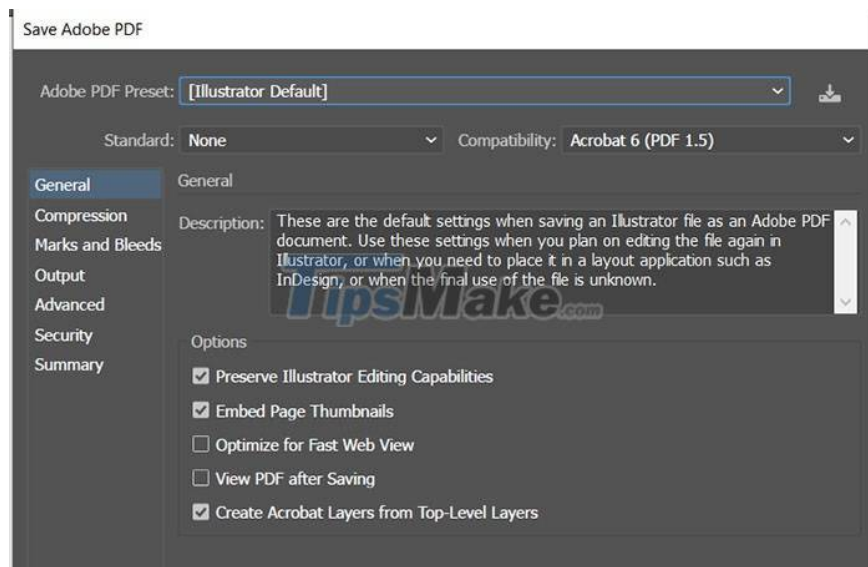 Save Adobe PDF
Adobe PDF Preset: [Illustrator Default]
Standard: None Compatibility: Acrobat 6 (PDF 1.5)
General
Compression
Marks and Bleeds
Output
Advanced
Security
Summary
General
Description: These are the default settings when saving an Illustrator file as an Adobe PDF
document. Use these settings when you plan on editing the file again in
Illustrator, or when you need to place it in a layout application such as
InDesign, or when the final use of the file is unknown.
TipsMake.com
Options
Preserve Illustrator Editing Capabilities
Embed Page Thumbnails
Optimize for Fast Web View
View PDF after Saving
Create Acrobat Layers from Top-Level Layers